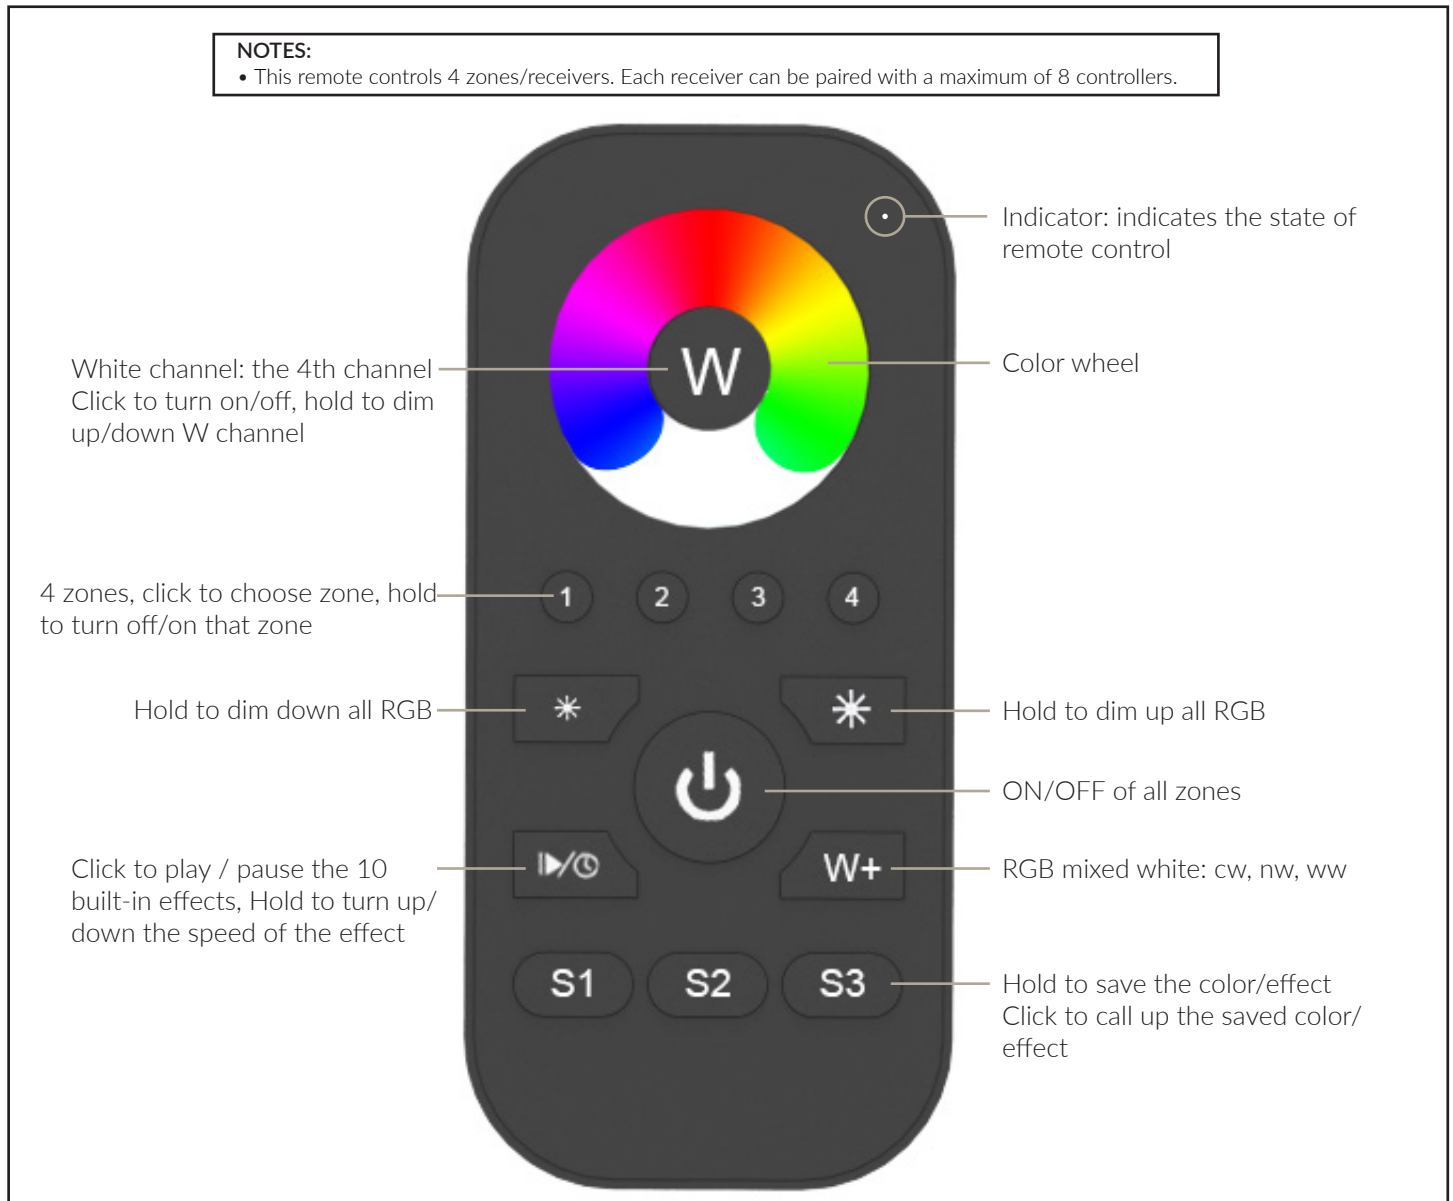 NOTES:
• This remote controls 4 zones/receivers. Each receiver can be paired with a maximum of 8 controllers.
Indicator: indicates the state of
remote control
White channel: the 4th channel
Click to turn on/off, hold to dim
up/down W channel
W
Color wheel
4 zones, click to choose zone, hold
to turn off/on that zone
1 2 3 4
Hold to dim down all RGB
Hold to dim up all RGB
ON/OFF of all zones
Click to play / pause the 10
built-in effects, Hold to turn up/
down the speed of the effect
W+
RGB mixed white: cw, nw, ww
S1 S2 S3
Hold to save the color/effect
Click to call up the saved color/
effect